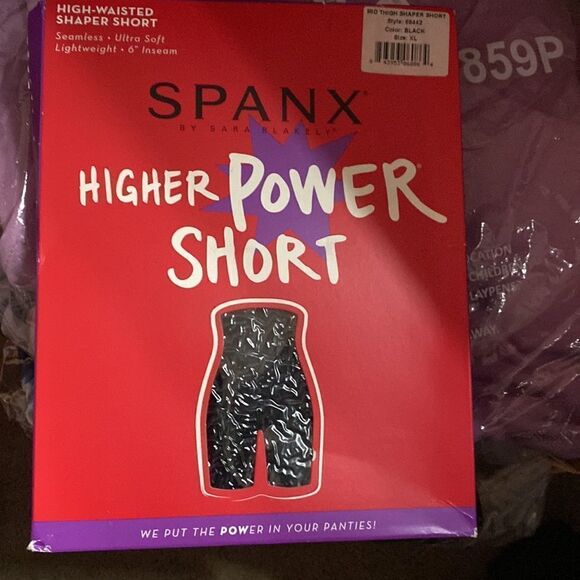 HIGH-WAISTED
SHAPER SHORT
Seamless • Ultra Soft
Lightweight • 6" Inseam
MID THIGH SHAPER SHORT
Color: BLACK
Size: XL
859P
SPANX®
BY SARA BLAKELY®
HIGHER POWER®
SHORT
WE PUT THE POWER IN YOUR PANTIES!